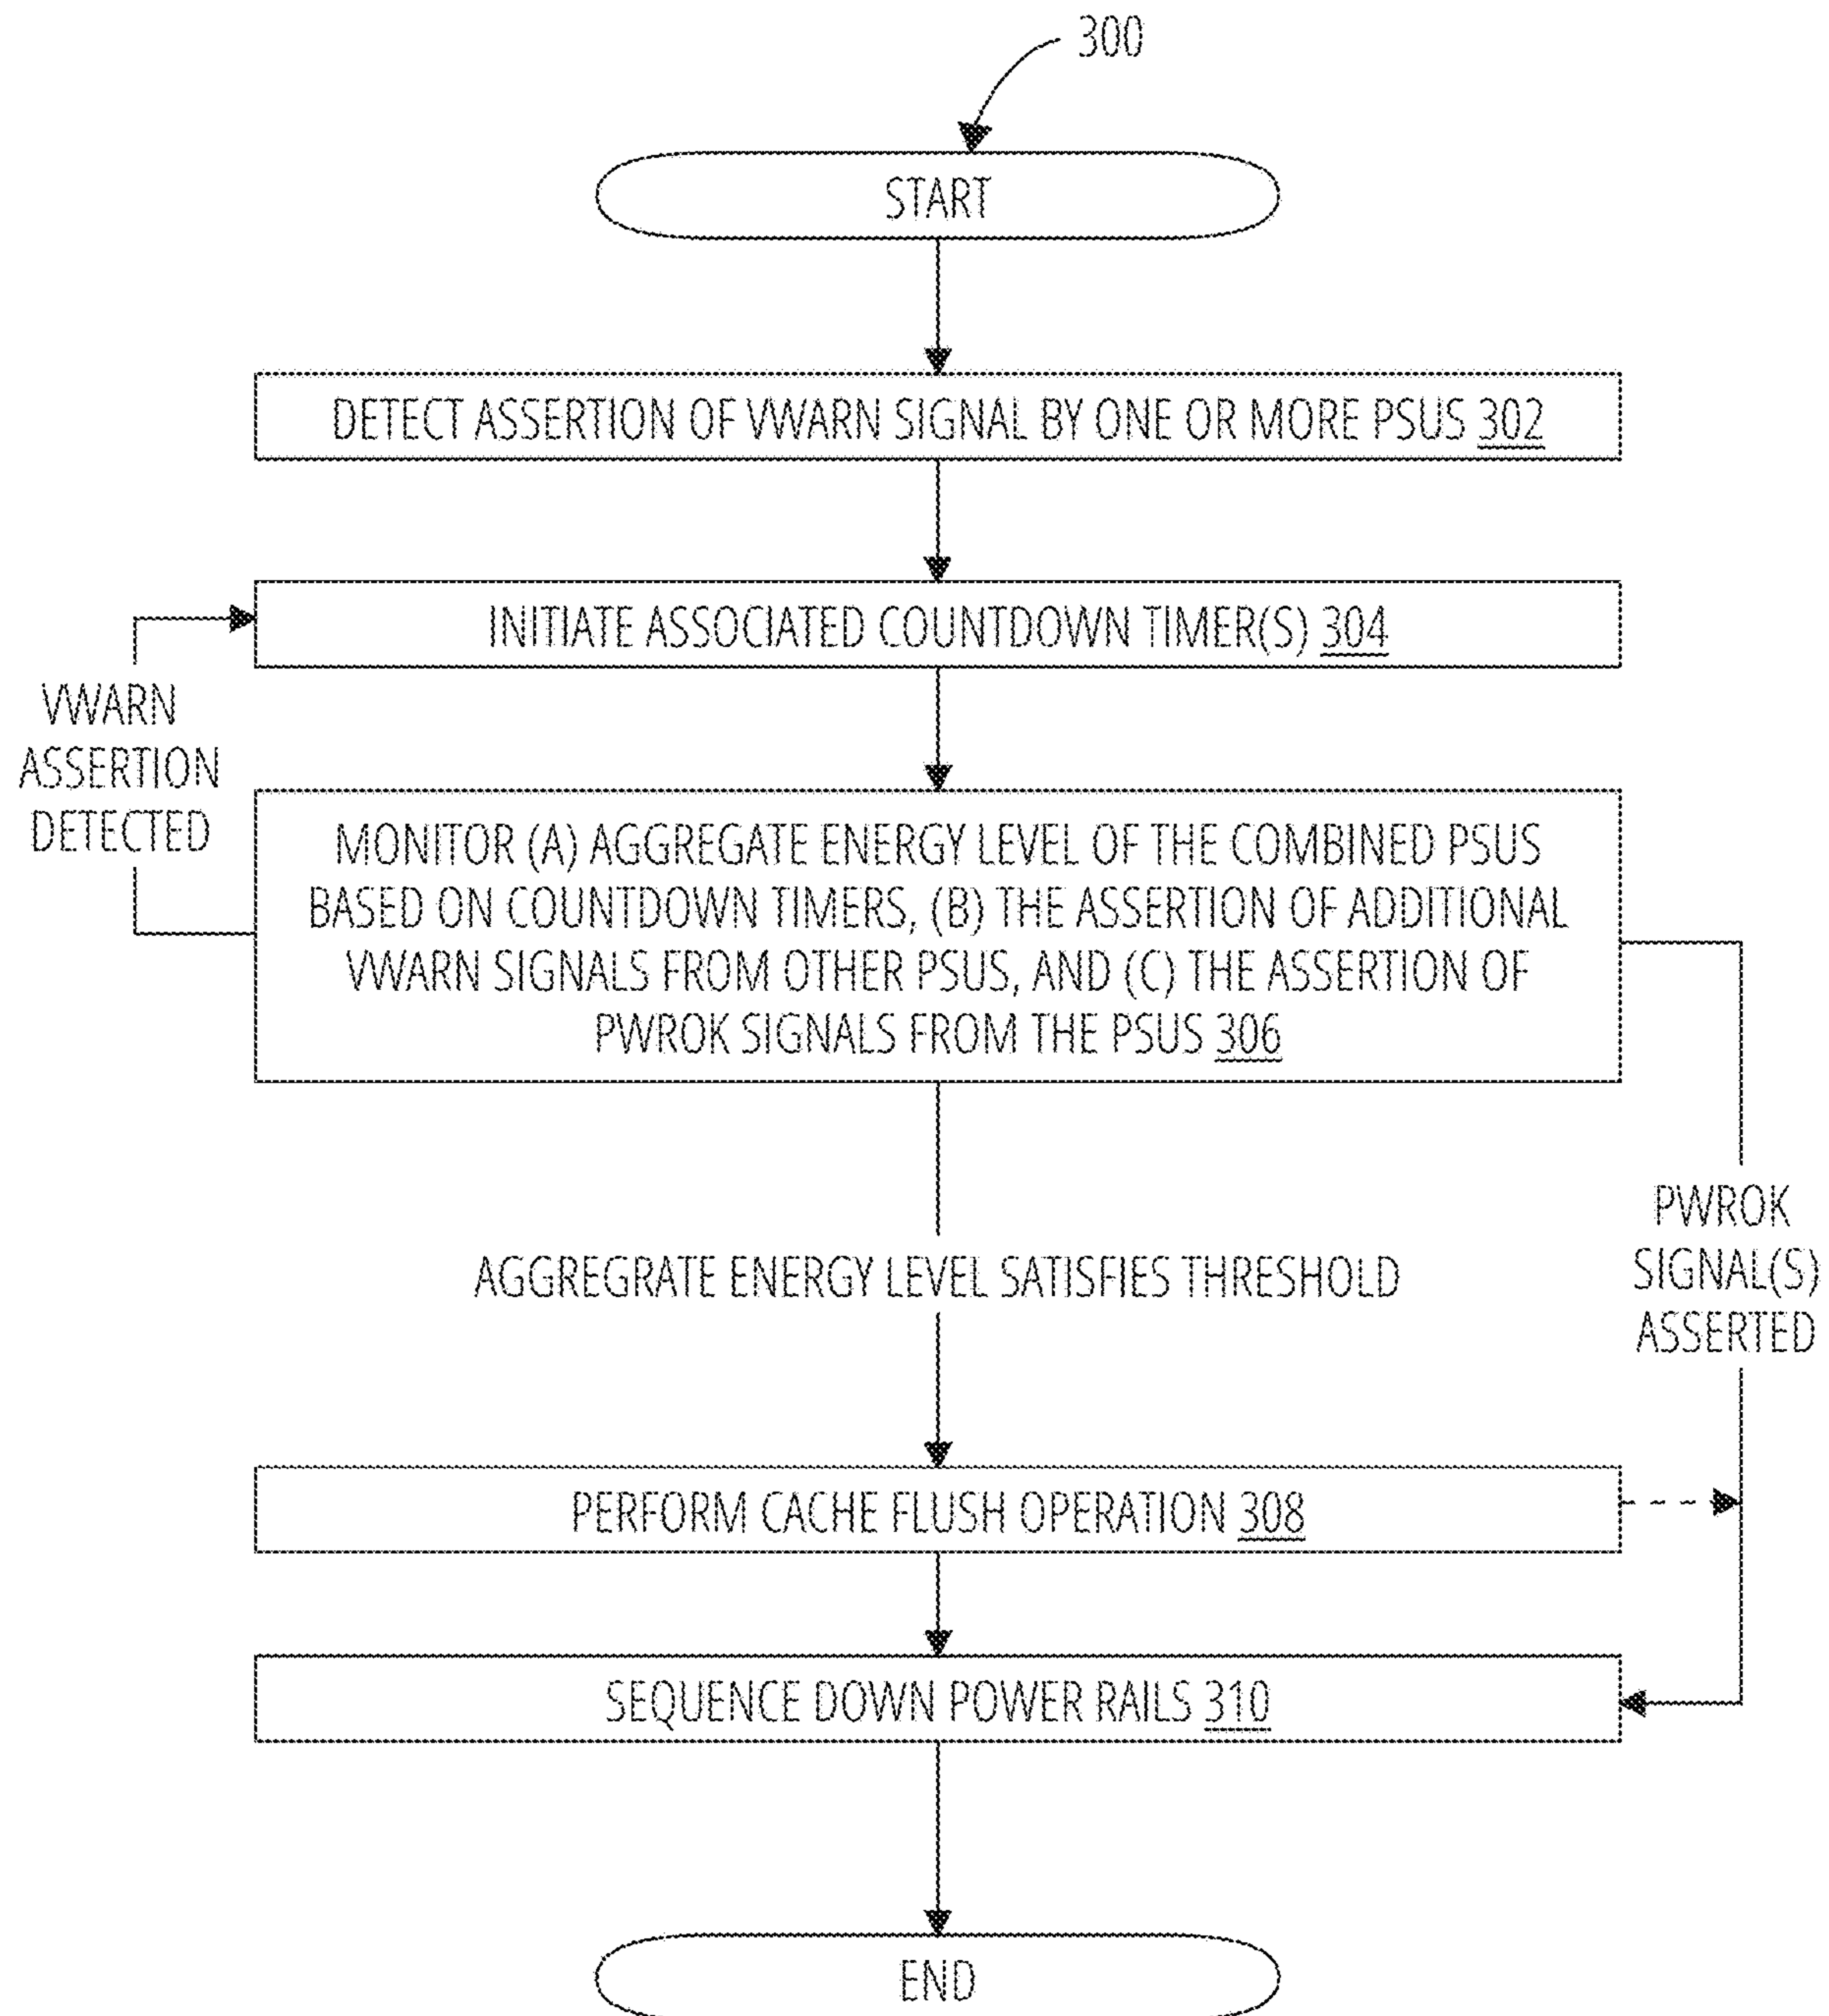 300
START
DETECT ASSERTION OF VWARN SIGNAL BY ONE OR MORE PSUS 302
INITIATE ASSOCIATED COUNTDOWN TIMER(S) 304
VWARN
ASSERTION
DETECTED
MONITOR (A) AGGREGATE ENERGY LEVEL OF THE COMBINED PSUS
BASED ON COUNTDOWN TIMERS, (B) THE ASSERTION OF ADDITIONAL
VWARN SIGNALS FROM OTHER PSUS, AND (C) THE ASSERTION OF
PWROK SIGNALS FROM THE PSUS 306
AGGREGRATE ENERGY LEVEL SATISFIES THRESHOLD
PWROK
SIGNAL(S)
ASSERTED
PERFORM CACHE FLUSH OPERATION 308
SEQUENCE DOWN POWER RAILS 310
END